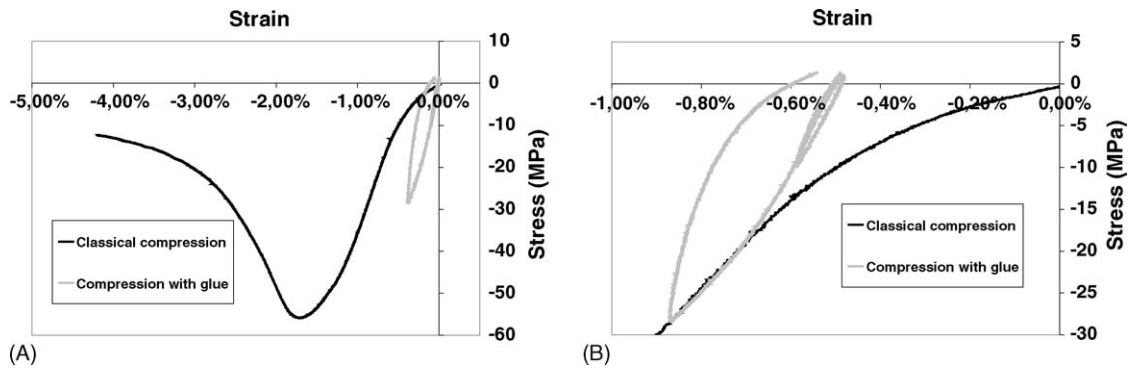 Strain
10
0
-10
-20
-30
-40
-50
-60
-5,00% -4,00% -3,00% -2,00% -1,00% 0,00%
Stress (MPa)
Classical compression
Compression with glue
(A)
Strain
5
0
-5
-10
-15
-20
-25
-30
-1,00% -0,80% -0,60% -0,40% -0,20% 0,00%
Stress (MPa)
Classical compression
Compression with glue
(B)